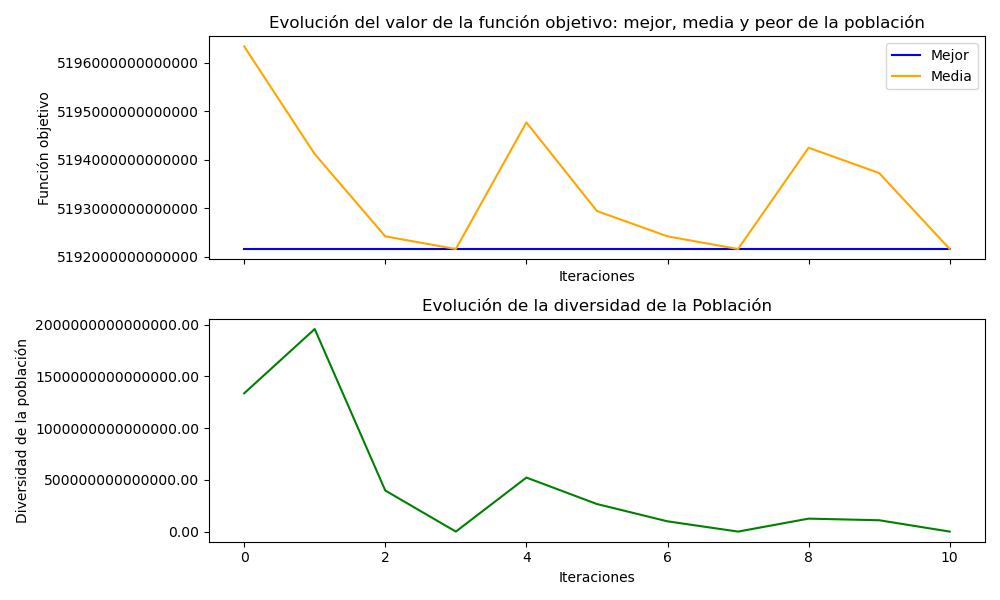 Evolución del valor de la función objetivo: mejor, media y peor de la población
Función objetivo
5196000000000000
5195000000000000
5194000000000000
5193000000000000
5192000000000000
Mejor
Media
Iteraciones
Evolución de la diversidad de la Población
Diversidad de la población
2000000000000000.00
1500000000000000.00
1000000000000000.00
500000000000000.00
0.00
0 2 4 6 8 10
Iteraciones